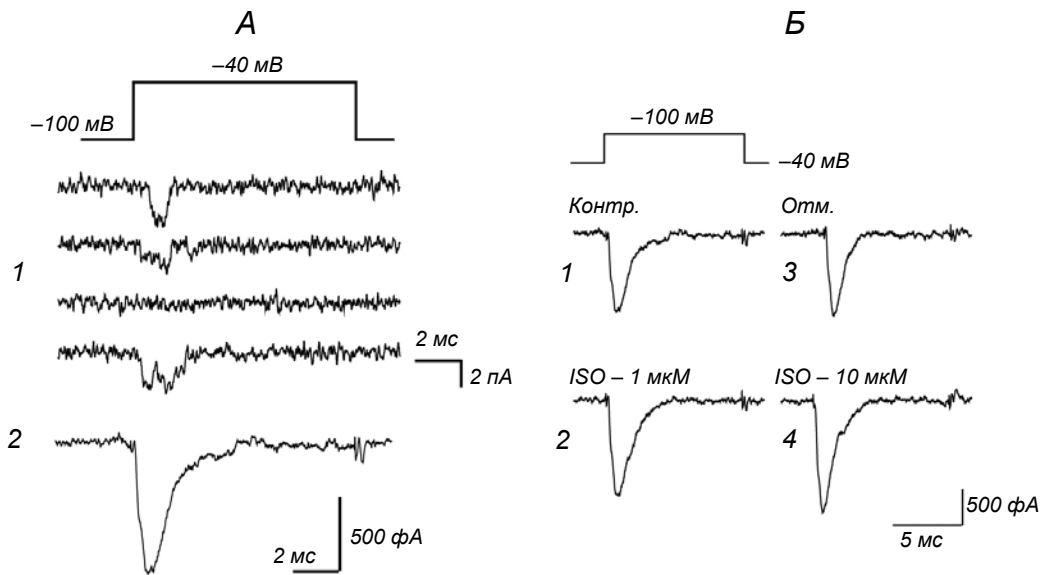 А
–40 мВ
–100 мВ
1
2 мс
2 пА
2
500 фА
2 мс
Б
–100 мВ
–40 мВ
Контр.
Отм.
1
3
ISO – 1 мкМ
ISO – 10 мкМ
2
4
500 фА
5 мс